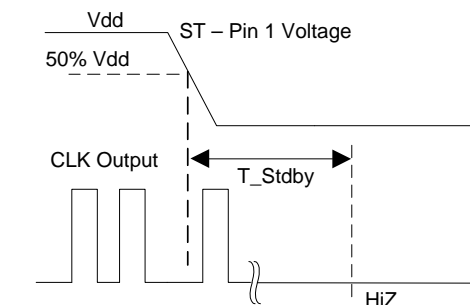 Vdd
ST – Pin 1 Voltage
50% Vdd
CLK Output
T_Stdby
HiZ